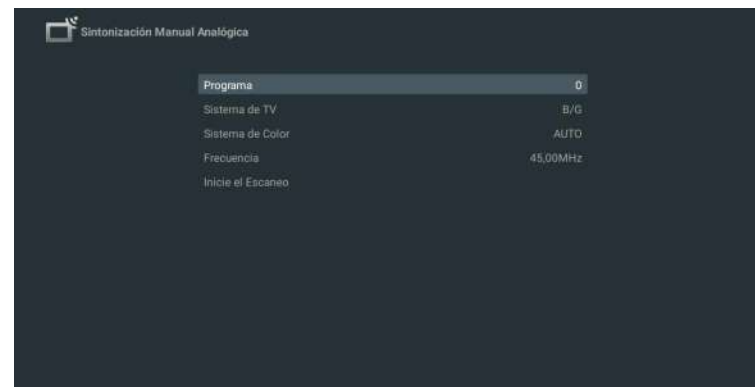 Sintonización Manual Analógica
Programa 0
Sistema de TV B/G
Sistema de Color AUTO
Frecuencia 45,00MHz
Inicie el Escaneo